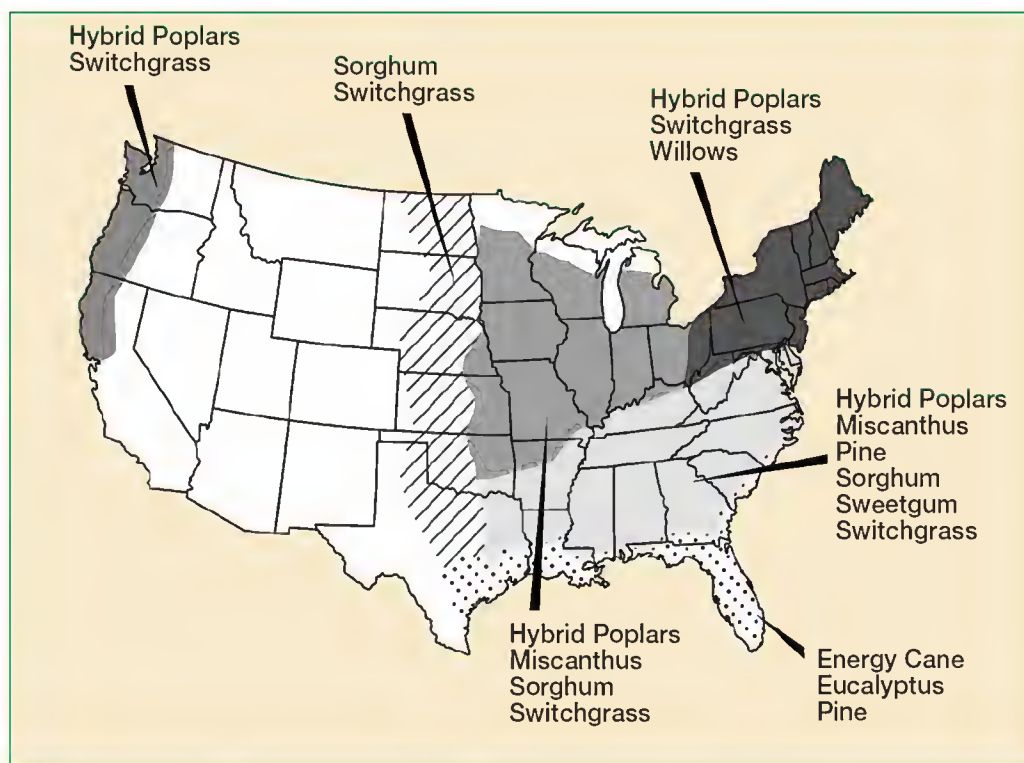 Hybrid Poplars
Switchgrass
Sorghum
Switchgrass
Hybrid Poplars
Switchgrass
Willows
Hybrid Poplars
Miscanthus
Pine
Sorghum
Sweetgum
Switchgrass
Hybrid Poplars
Miscanthus
Sorghum
Switchgrass
Energy Cane
Eucalyptus
Pine